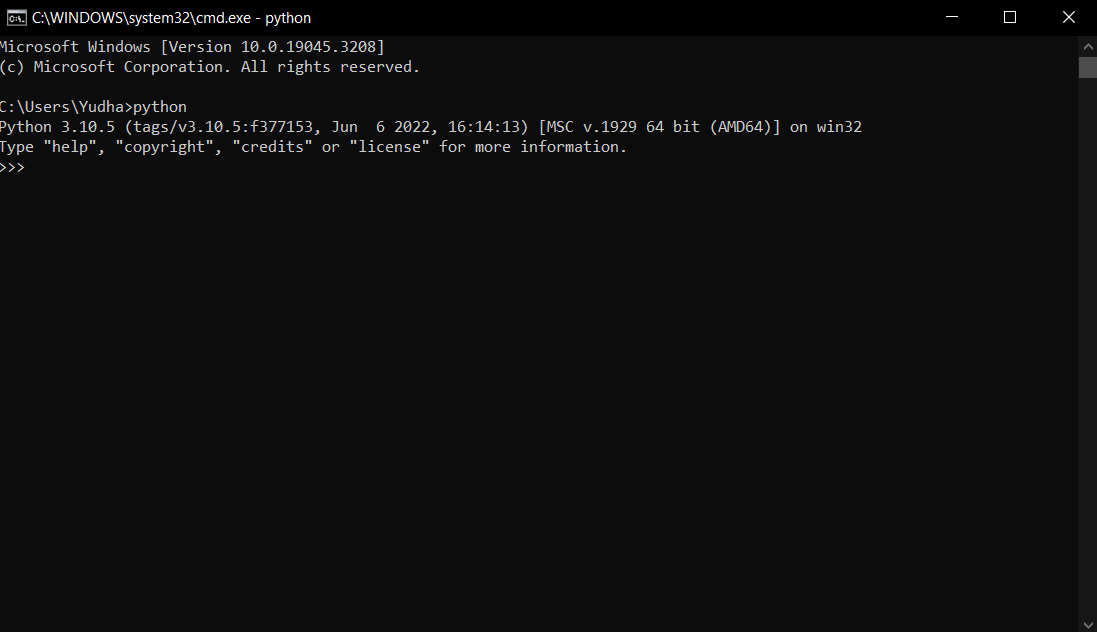 C:\WINDOWS\system32\cmd.exe - python
Microsoft Windows [Version 10.0.19045.3208]
(c) Microsoft Corporation. All rights reserved.
C:\Users\Yudha>python
Python 3.10.5 (tags/v3.10.5:f377153, Jun  6 2022, 16:14:13) [MSC v.1929 64 bit (AMD64)] on win32
Type "help", "copyright", "credits" or "license" for more information.
>>>